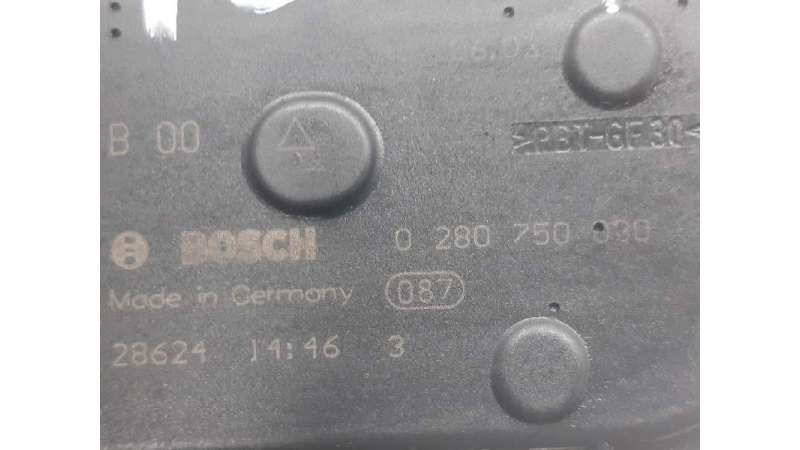 B 00
>PBT-GF30<
BOSCH 0 280 750 030
Made in Germany 087
28624 14:46 3